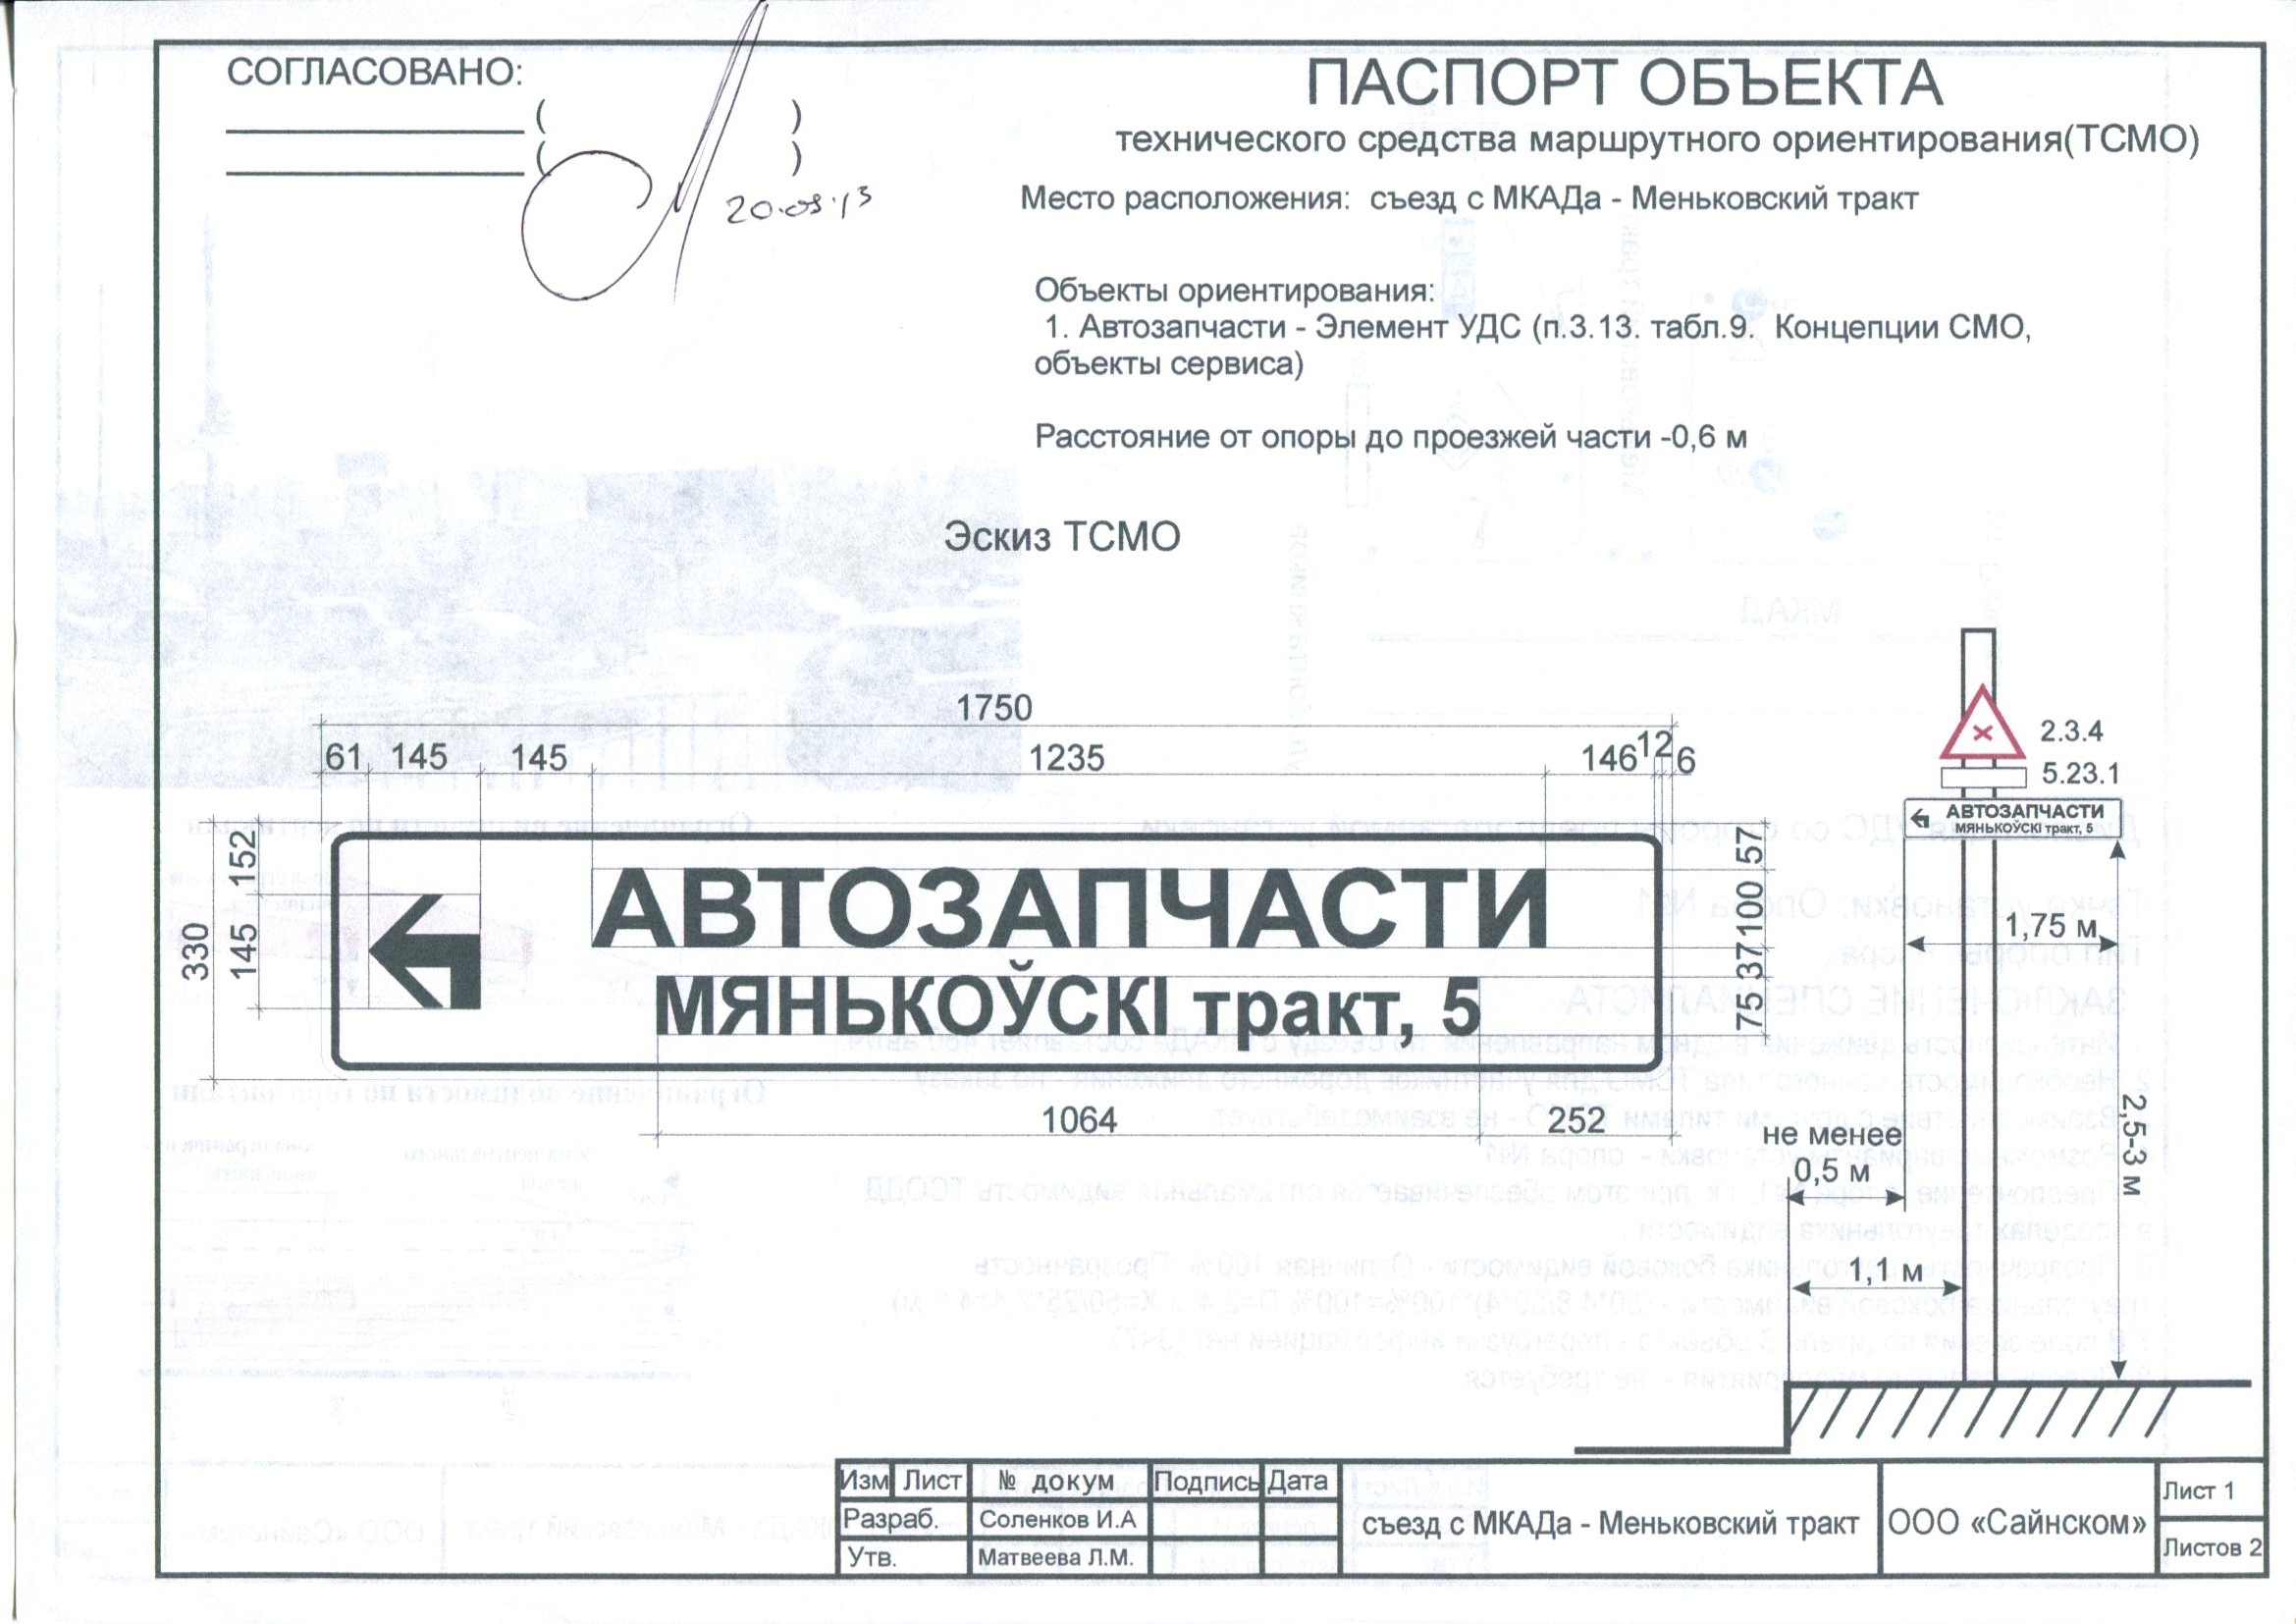 СОГЛАСОВАНО:
( )
( )
20.09.13
ПАСПОРТ ОБЪЕКТА
технического средства маршрутного ориентирования(ТСМО)
Место расположения: съезд с МКАДа - Меньковский тракт
Объекты ориентирования:
1. Автозапчасти - Элемент УДС (п.3.13. табл.9. Концепции СМО,
объекты сервиса)
Расстояние от опоры до проезжей части -0,6 м
Эскиз ТСМО
1750
61 145 145 1235 146 12 6
330
152
145
АВТОЗАПЧАСТИ
МЯНЬКОЎСКІ тракт, 5
57
100
37
75
1064 252
2.3.4
5.23.1
АВТОЗАПЧАСТИ
МЯНЬКОЎСКІ тракт, 5
1,75 м
2,5-3 м
не менее
0,5 м
1,1 м
Изм Лист № докум Подпись Дата
Разраб. Соленков И.А
Утв. Матвеева Л.М.
съезд с МКАДа - Меньковский тракт
ООО «Сайнском»
Лист 1
Листов 2